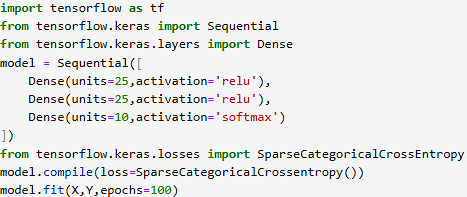 import tensorflow as tf
from tensorflow.keras import Sequential
from tensorflow.keras.layers import Dense
model = Sequential([
    Dense(units=25,activation='relu'),
    Dense(units=25,activation='relu'),
    Dense(units=10,activation='softmax')
])
from tensorflow.keras.losses import SparseCategoricalCrossEntropy
model.compile(loss=SparseCategoricalCrossentropy())
model.fit(X,Y,epochs=100)